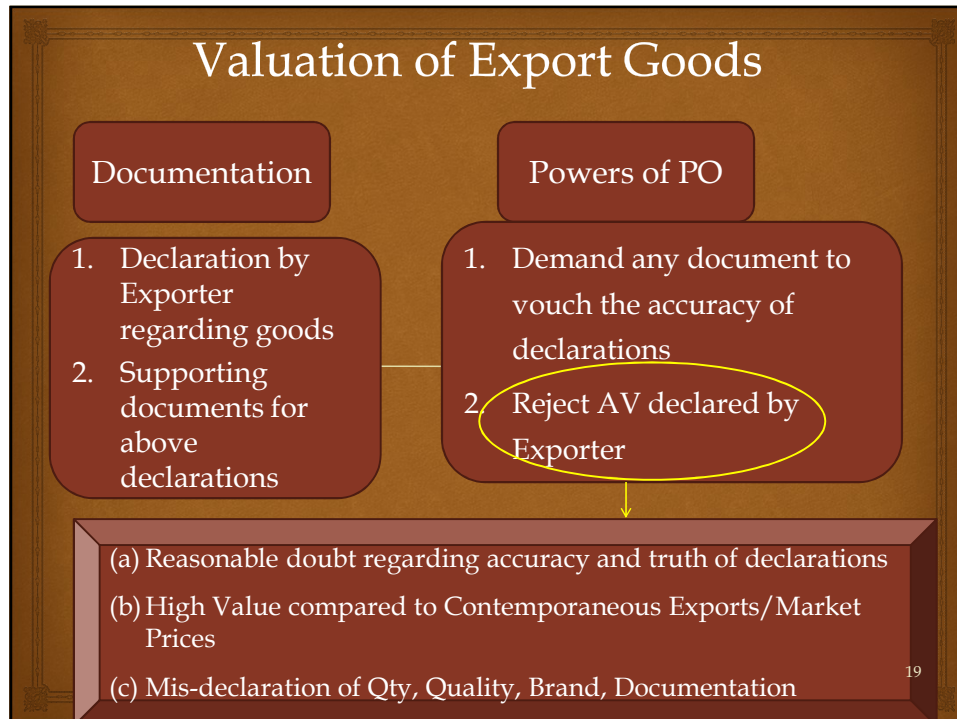 Valuation of Export Goods
Documentation
1. Declaration by
Exporter
regarding goods
2. Supporting
documents for
above
declarations
Powers of PO
1. Demand any document to
vouch the accuracy of
declarations
2. Reject AV declared by
Exporter
(a) Reasonable doubt regarding accuracy and truth of declarations
(b) High Value compared to Contemporaneous Exports/Market
Prices
(c) Mis-declaration of Qty, Quality, Brand, Documentation
19